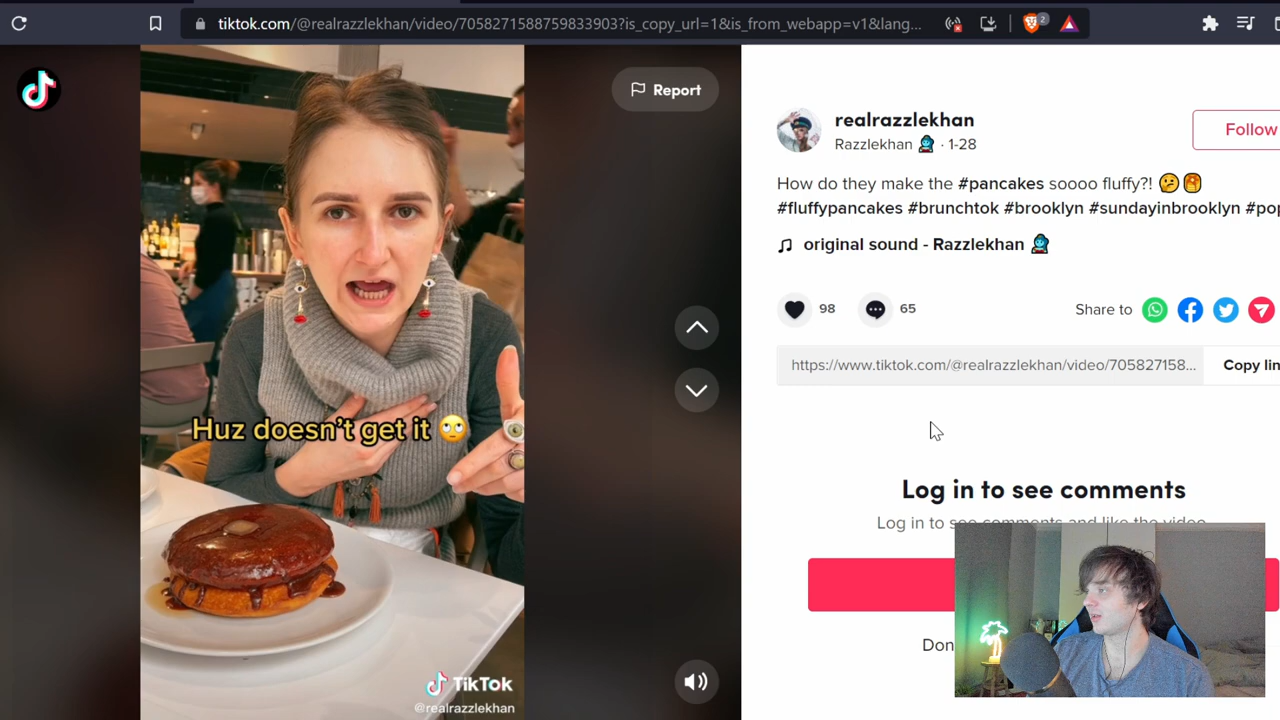 tiktok.com/@realrazzlekhan/video/7058271588759833903?is_copy_url=1&is_from_webapp=v1&lang...
2
Report
realrazzlekhan
Razzlekhan 🧟‍♀️ · 1-28
Follow
How do they make the #pancakes soooo fluffy?! 🤔🥞
#fluffypancakes #brunchtok #brooklyn #sundayinbrooklyn #pop
original sound - Razzlekhan 🧟‍♀️
98
65
Share to
https://www.tiktok.com/@realrazzlekhan/video/705827158...
Copy lin
Huz doesn't get it 🙄
Log in to see comments
Log in to see comments and like the video
Don
TikTok
@realrazzlekhan